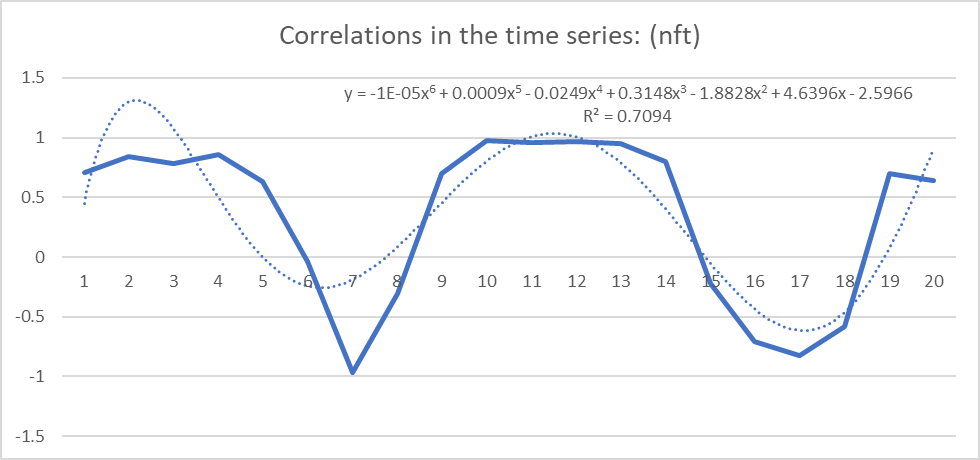 Correlations in the time series: (nft)
y = -1E-05x⁶ + 0.0009x⁵ - 0.0249x⁴ + 0.3148x³ - 1.8828x² + 4.6396x - 2.5966
R² = 0.7094
1.5
1
0.5
0
-0.5
-1
-1.5
1 2 3 4 5 6 7 8 9 10 11 12 13 14 15 16 17 18 19 20